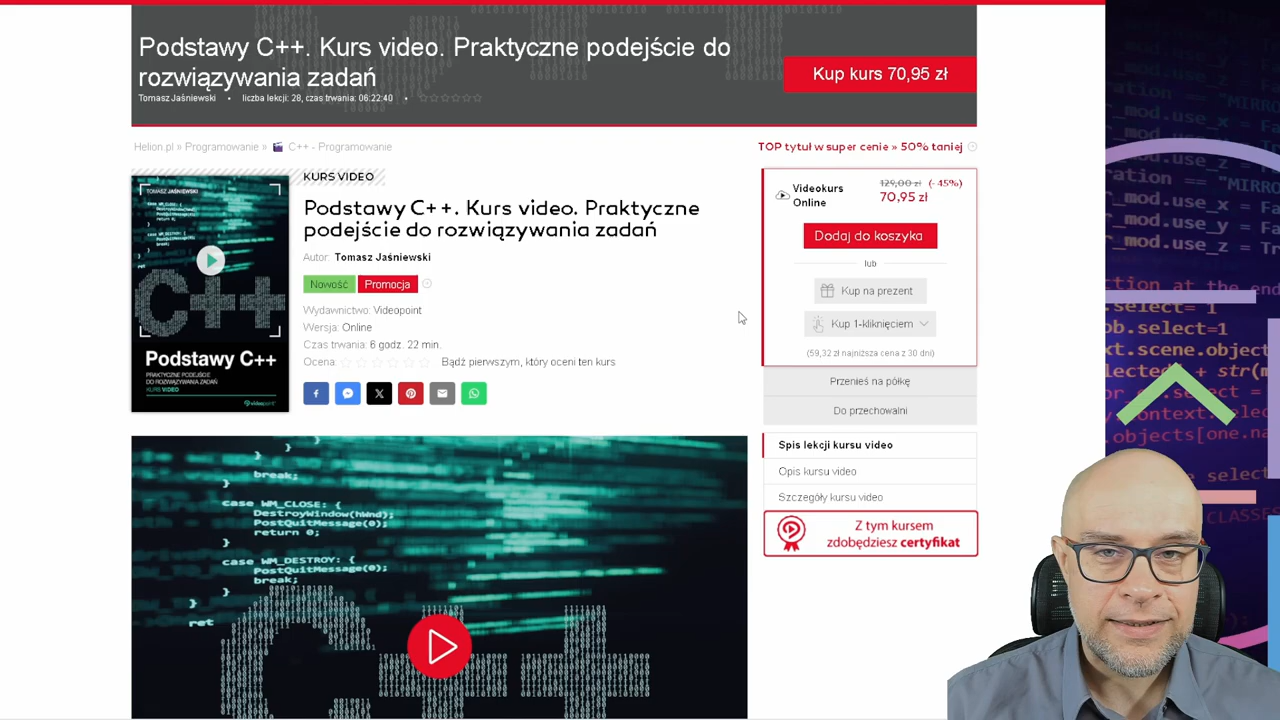 Podstawy C++. Kurs video. Praktyczne podejście do
rozwiązywania zadań
Kup kurs 70,95 zł
Tomasz Jaśniewski • liczba lekcji: 28, czas trwania: 06:22:40 •
Helion.pl » Programowanie » C++ - Programowanie
TOP tytuł w super cenie » 50% taniej
KURS VIDEO
Podstawy C++. Kurs video. Praktyczne
podejście do rozwiązywania zadań
Autor: Tomasz Jaśniewski
Nowość Promocja
Wydawnictwo: Videopoint
Wersja: Online
Czas trwania: 6 godz. 22 min.
Ocena: Bądź pierwszym, który oceni ten kurs
TOMASZ JAŚNIEWSKI
C++
Podstawy C++
PRAKTYCZNE PODEJŚCIE
DO ROZWIĄZYWANIA ZADAŃ
KURS VIDEO
videopoint
Videokurs
Online
129,00 zł (-45%)
70,95 zł
Dodaj do koszyka
lub
Kup na prezent
Kup 1-kliknięciem
(59,32 zł najniższa cena z 30 dni)
Przenieś na półkę
Do przechowalni
Spis lekcji kursu video
Opis kursu video
Szczegóły kursu video
Z tym kursem
zdobędziesz certyfikat
}
break;
}
case WM_CLOSE: {
DestroyWindow(hWnd);
PostQuitMessage(0);
return 0;
}
case WM_DESTROY: {
PostQuitMessage(0);
break;
}
}
ret
C++